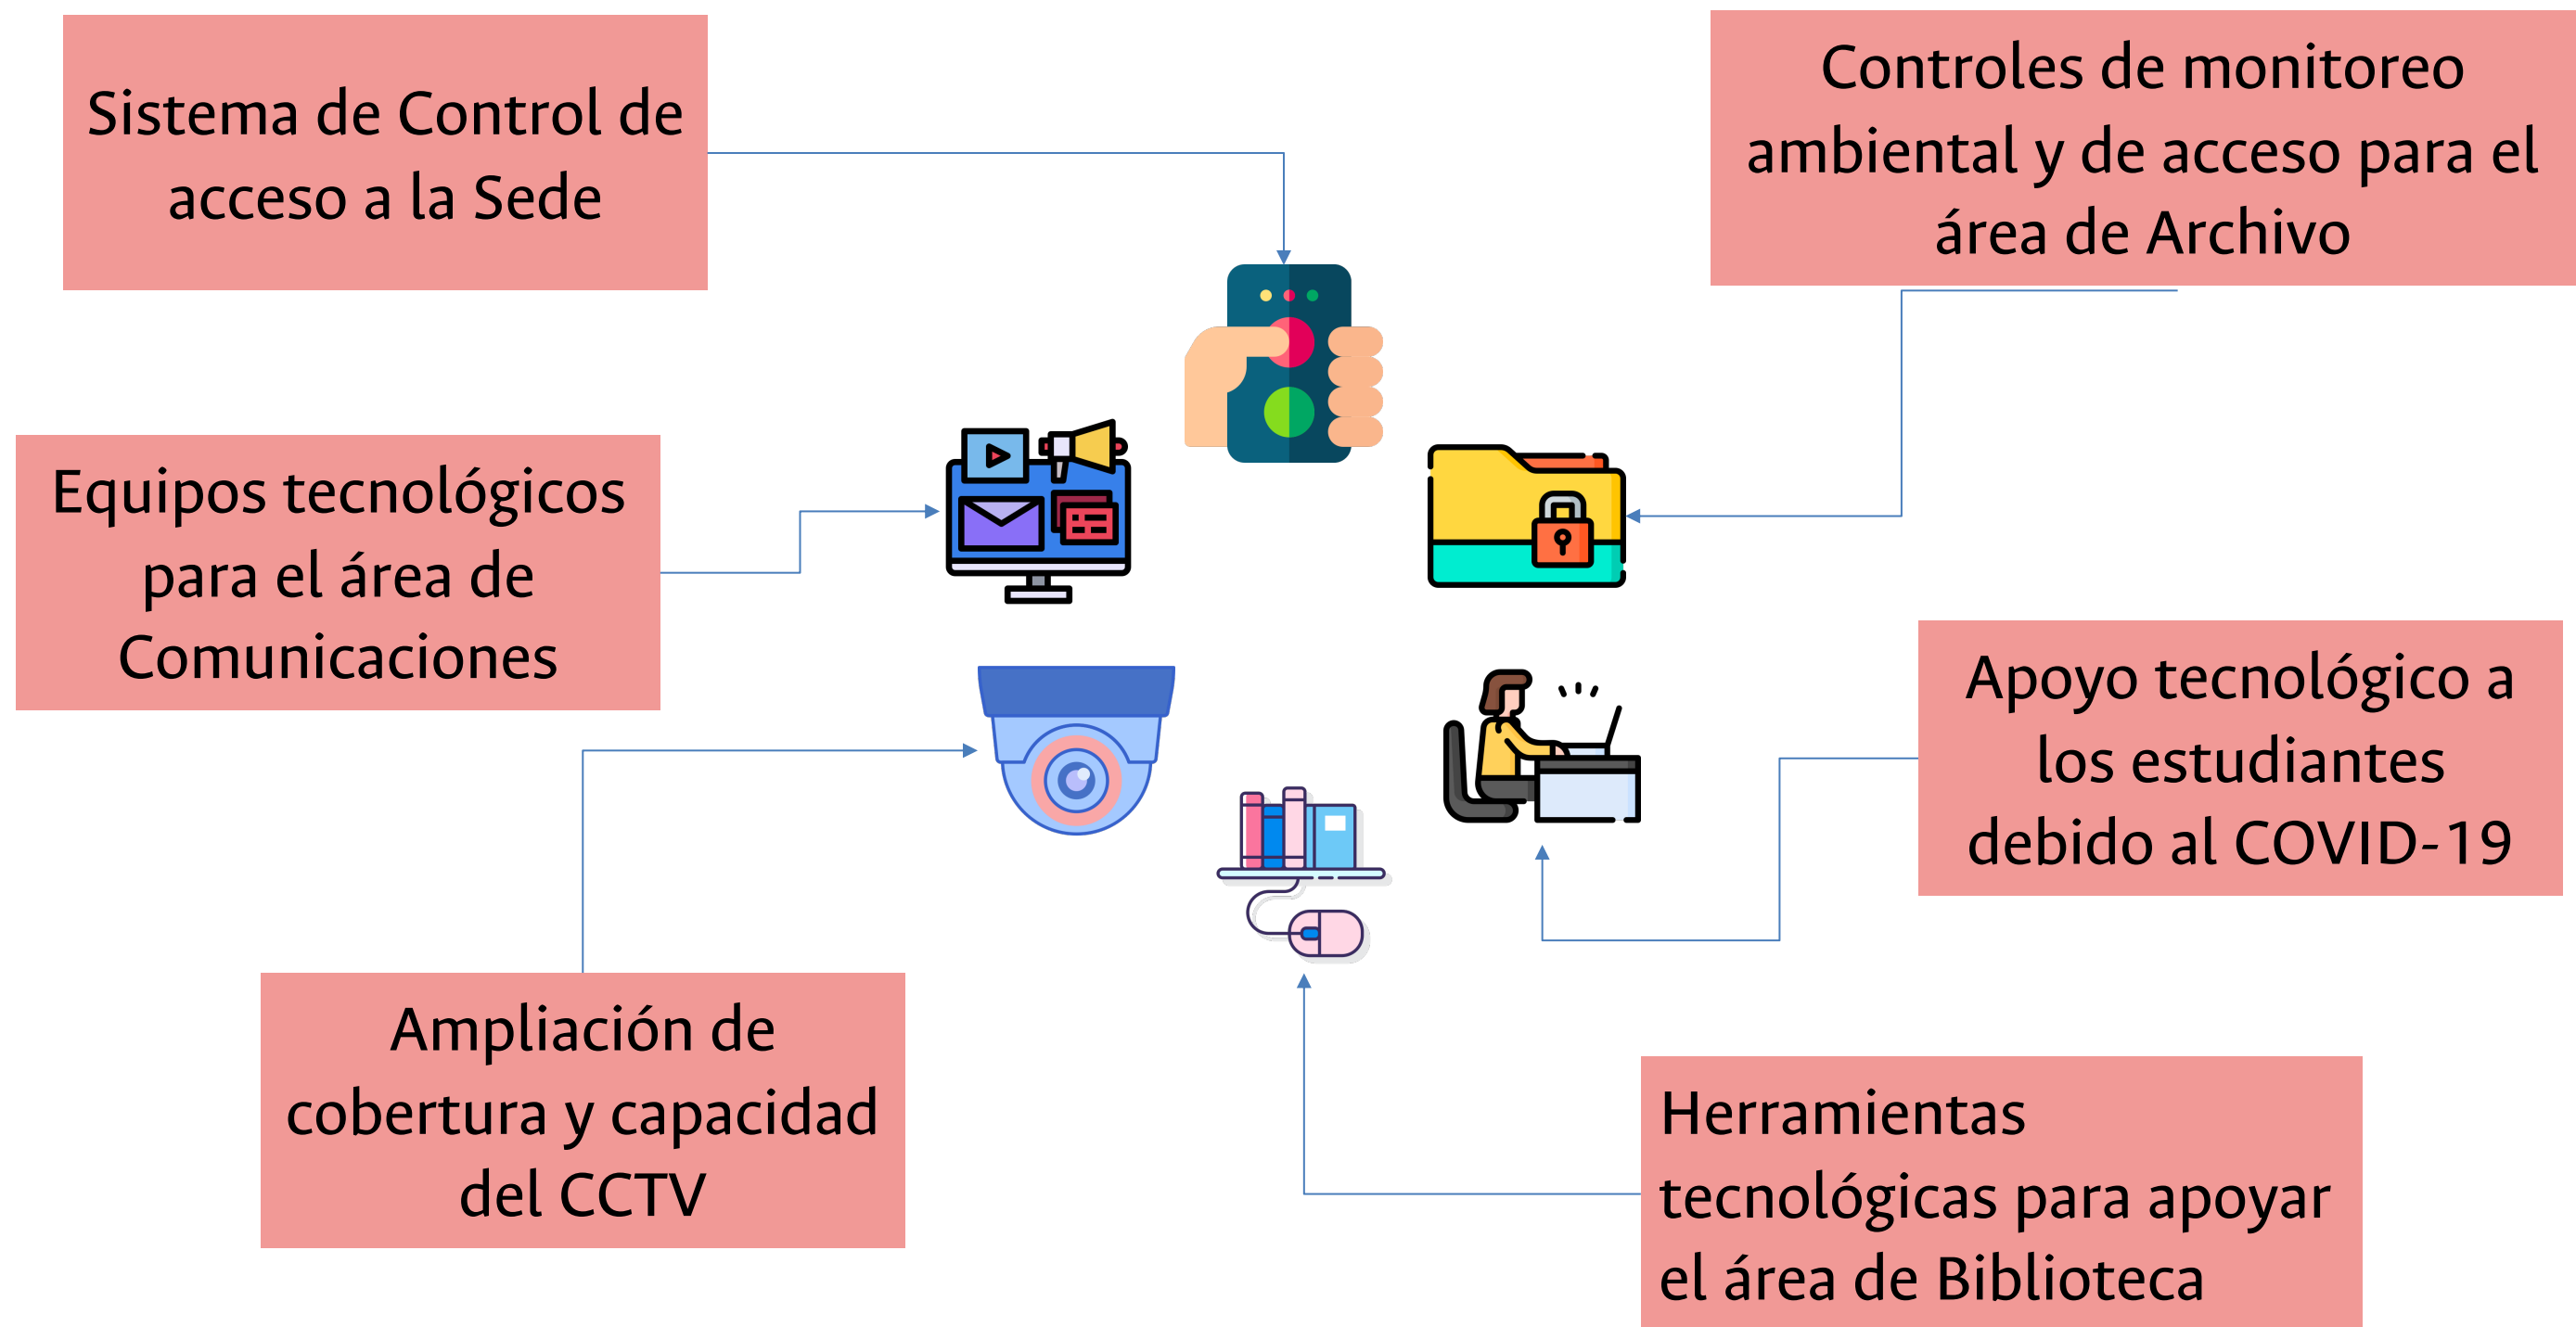 Sistema de Control de
acceso a la Sede
Controles de monitoreo
ambiental y de acceso para el
área de Archivo
Equipos tecnológicos
para el área de
Comunicaciones
Apoyo tecnológico a
los estudiantes
debido al COVID-19
Ampliación de
cobertura y capacidad
del CCTV
Herramientas
tecnológicas para apoyar
el área de Biblioteca